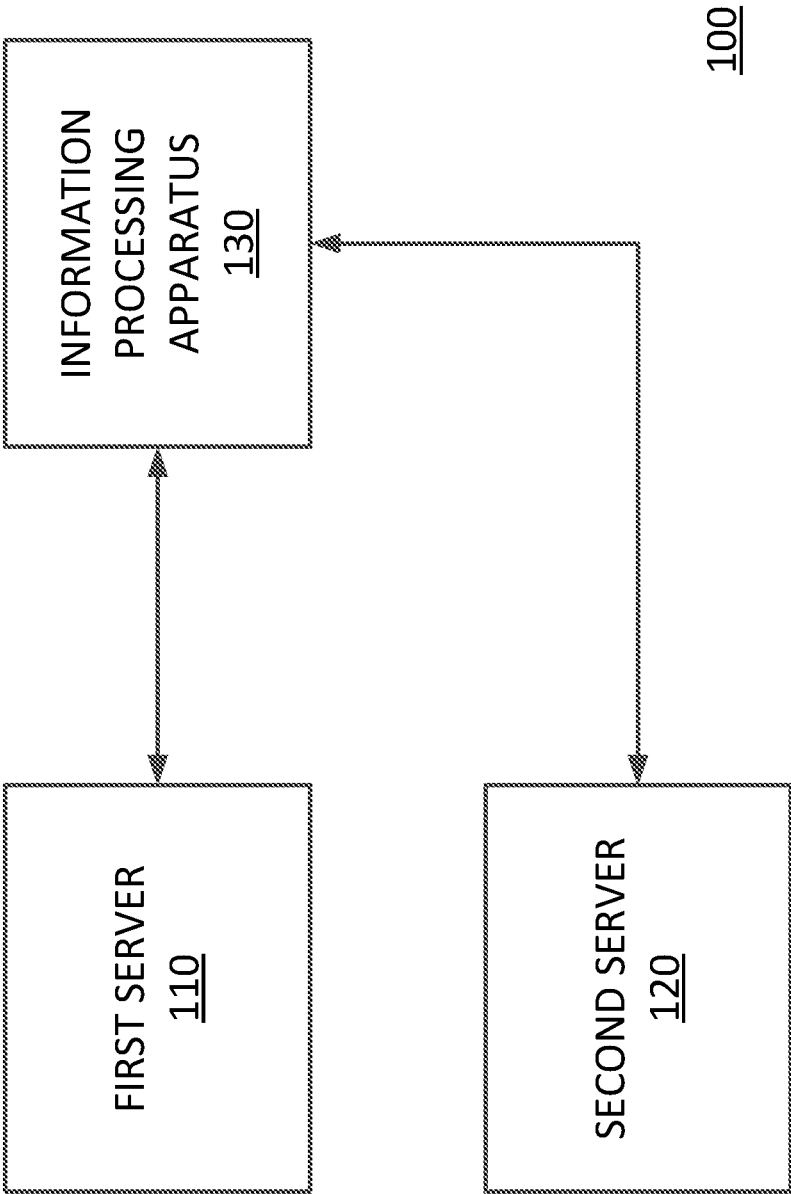 FIRST SERVER
110
INFORMATION
PROCESSING
APPARATUS
130
SECOND SERVER
120
100